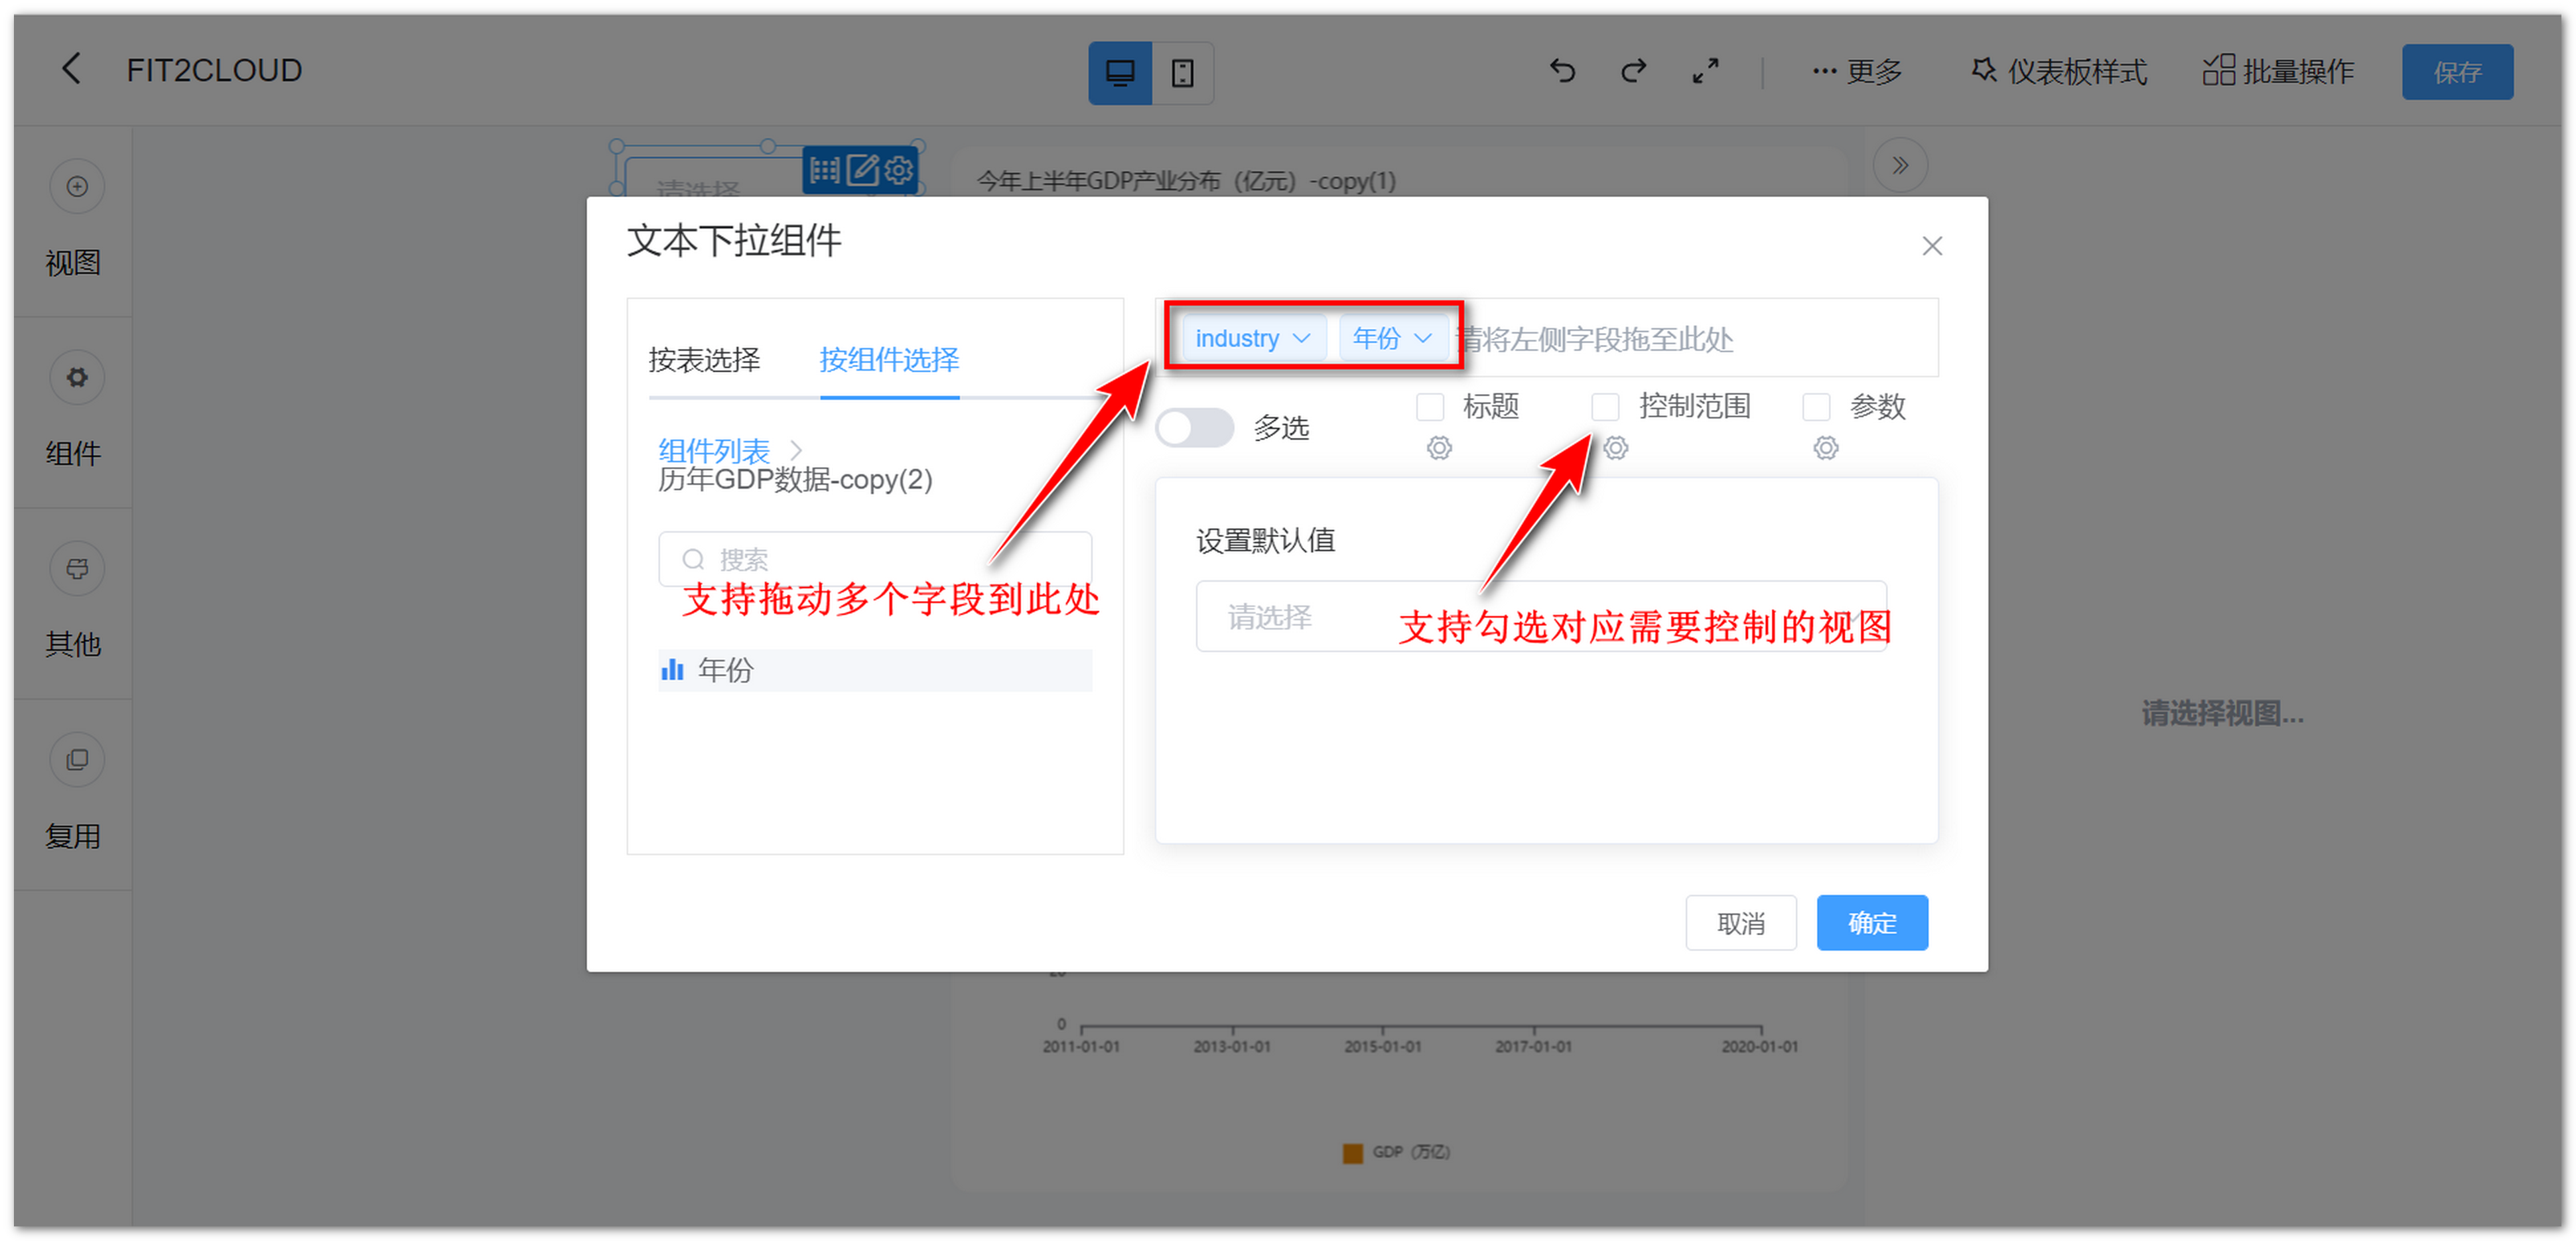 FIT2CLOUD
更多
仪表板样式
批量操作
保存
视图
组件
其他
复用
请选择
今年上半年GDP产业分布（亿元）-copy(1)
文本下拉组件
按表选择
按组件选择
组件列表
历年GDP数据-copy(2)
搜索
支持拖动多个字段到此处
年份
industry
年份
请将左侧字段拖至此处
多选
标题
控制范围
参数
设置默认值
请选择
支持勾选对应需要控制的视图
取消
确定
请选择视图...
20
0
2011-01-01
2013-01-01
2015-01-01
2017-01-01
2020-01-01
GDP（万亿）